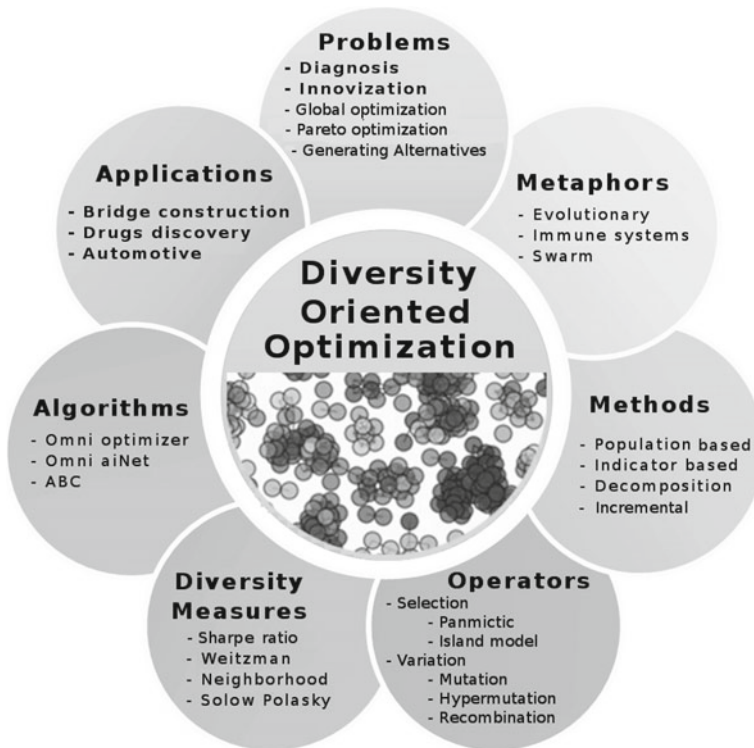 Problems
- Diagnosis
- Innovization
- Global optimization
- Pareto optimization
- Generating Alternatives
Applications
- Bridge construction
- Drugs discovery
- Automotive
Metaphors
- Evolutionary
- Immune systems
- Swarm
Diversity
Oriented
Optimization
Algorithms
- Omni optimizer
- Omni aiNet
- ABC
Methods
- Population based
- Indicator based
- Decomposition
- Incremental
Diversity
Measures
- Sharpe ratio
- Weitzman
- Neighborhood
- Solow Polasky
Operators
- Selection
- Panmictic
- Island model
- Variation
- Mutation
- Hypermutation
- Recombination